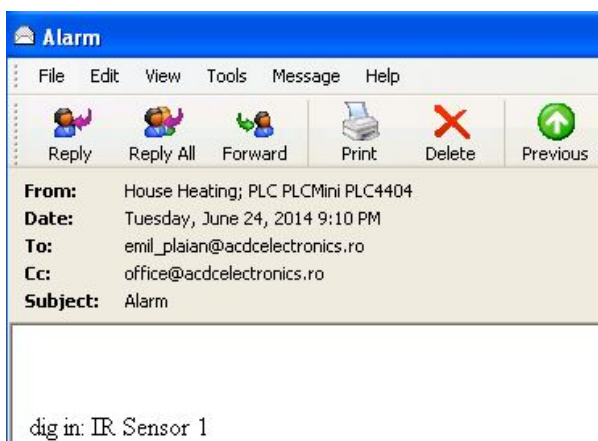 Alarm
File Edit View Tools Message Help
Reply Reply All Forward Print Delete Previous
From: House Heating; PLC PLCMini PLC4404
Date: Tuesday, June 24, 2014 9:10 PM
To: emil_plaian@acdcelectronics.ro
Cc: office@acdcelectronics.ro
Subject: Alarm
dig in: IR Sensor 1